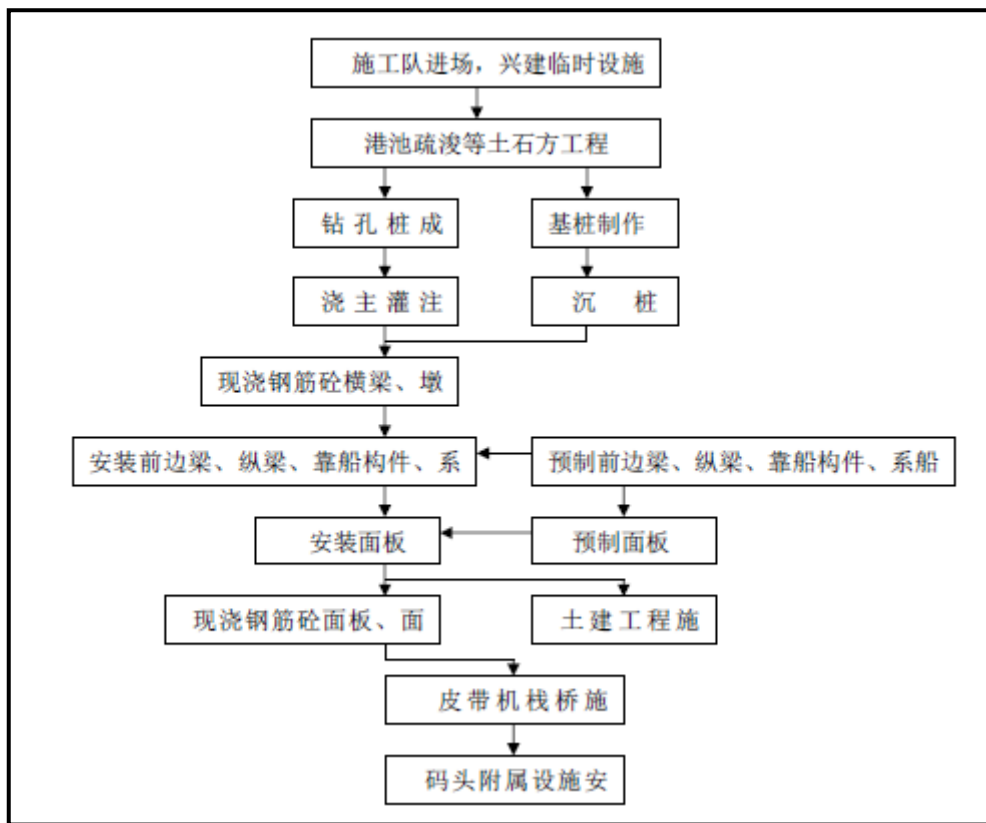 施工队进场，兴建临时设施
港池疏浚等土石方工程
钻孔桩成
基桩制作
浇主灌注
沉 桩
现浇钢筋砼横梁、墩
安装前边梁、纵梁、靠船构件、系
预制前边梁、纵梁、靠船构件、系船
安装面板
预制面板
现浇钢筋砼面板、面
土建工程施
皮带机栈桥施
码头附属设施安